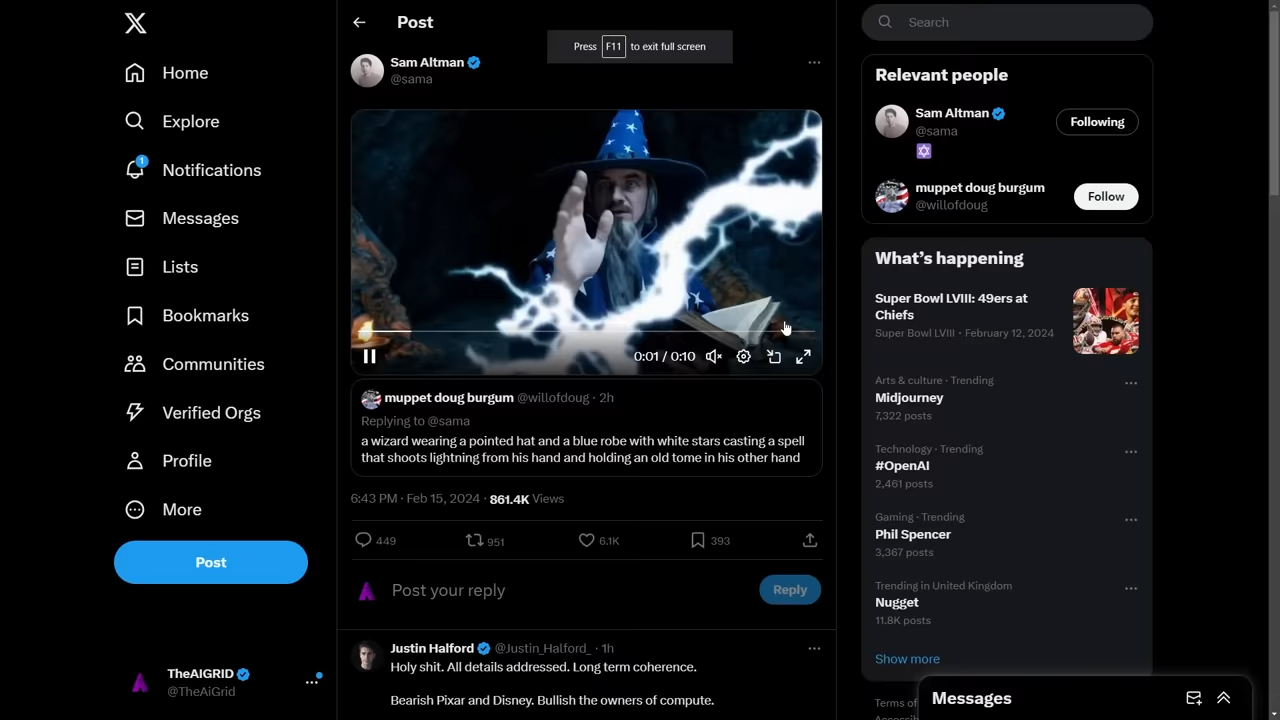 Home
Explore
1
Notifications
Messages
Lists
Bookmarks
Communities
Verified Orgs
Profile
More
Post
TheAIGRID
@TheAiGrid
Post
Press F11 to exit full screen
Sam Altman
@sama
0:01 / 0:10
muppet doug burgum @willofdoug · 2h
Replying to @sama
a wizard wearing a pointed hat and a blue robe with white stars casting a spell
that shoots lightning from his hand and holding an old tome in his other hand
6:43 PM · Feb 15, 2024 · 861.4K Views
449
951
6.1K
393
Post your reply
Reply
Justin Halford @Justin_Halford_ · 1h
Holy shit. All details addressed. Long term coherence.
Bearish Pixar and Disney. Bullish the owners of compute.
Search
Relevant people
Sam Altman
@sama
Following
muppet doug burgum
@willofdoug
Follow
What's happening
Super Bowl LVIII: 49ers at
Chiefs
Super Bowl LVIII · February 12, 2024
Arts & culture · Trending
Midjourney
7,322 posts
Technology · Trending
#OpenAI
2,461 posts
Gaming · Trending
Phil Spencer
3,367 posts
Trending in United Kingdom
Nugget
11.8K posts
Show more
Terms of
Messages